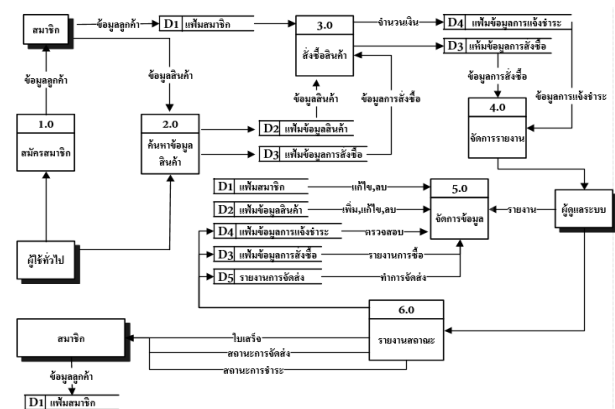 สมาชิก
ข้อมูลลูกค้า
D1 แฟ้มสมาชิก
3.0
สั่งซื้อสินค้า
จำนวนเงิน
D4 แฟ้มข้อมูลการแจ้งชำระ
D3 แฟ้มข้อมูลการสั่งซื้อ
ข้อมูลลูกค้า
ข้อมูลสินค้า
ข้อมูลสินค้า
ข้อมูลการสั่งซื้อ
ข้อมูลการสั่งซื้อ
ข้อมูลการแจ้งชำระ
1.0
สมัครสมาชิก
2.0
ค้นหาข้อมูล
สินค้า
D2 แฟ้มข้อมูลสินค้า
D3 แฟ้มข้อมูลการสั่งซื้อ
4.0
จัดการรายงาน
ผู้ใช้ทั่วไป
D1 แฟ้มสมาชิก
แก้ไข,ลบ
D2 แฟ้มข้อมูลสินค้า
เพิ่ม,แก้ไข,ลบ
D4 แฟ้มข้อมูลการแจ้งชำระ
ตรวจสอบ
D3 แฟ้มข้อมูลการสั่งซื้อ
รายงานการซื้อ
D5 รายงานการจัดส่ง
ทำการจัดส่ง
5.0
จัดการข้อมูล
รายงาน
ผู้ดูแลระบบ
6.0
รายงานสถาณะ
สมาชิก
ใบเสร็จ
สถานะการจัดส่ง
สถานะการชำระ
ข้อมูลลูกค้า
D1 แฟ้มสมาชิก